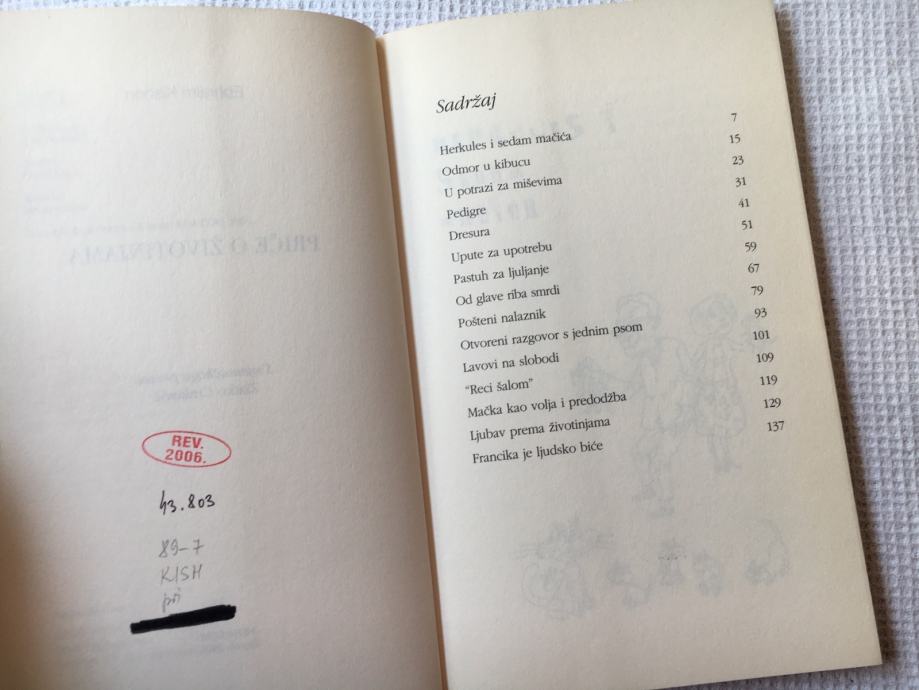 REV.
2006.
43.803
89-7
KISH
pri
Sadržaj
Herkules i sedam mačića 7
Odmor u kibucu 15
U potrazi za miševima 23
Pedigre 31
Dresura 41
Upute za upotrebu 51
Pastuh za ljuljanje 59
Od glave riba smrdi 67
Pošteni nalaznik 79
Otvoreni razgovor s jednim psom 93
Lavovi na slobodi 101
"Reci šalom" 109
Mačka kao volja i predodžba 119
Ljubav prema životinjama 129
Francika je ljudsko biće 137